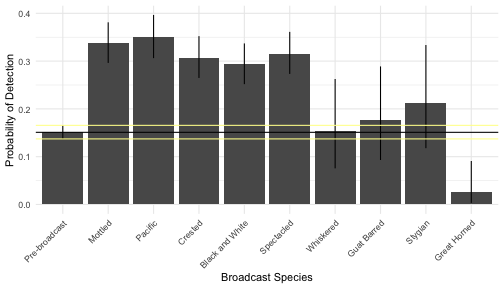 0.4
0.3
0.2
0.1
0.0
Probability of Detection
Pre-broadcast
Mottled
Pacific
Crested
Black and White
Spectacled
Whiskered
Guat Barred
Stygian
Great Horned
Broadcast Species